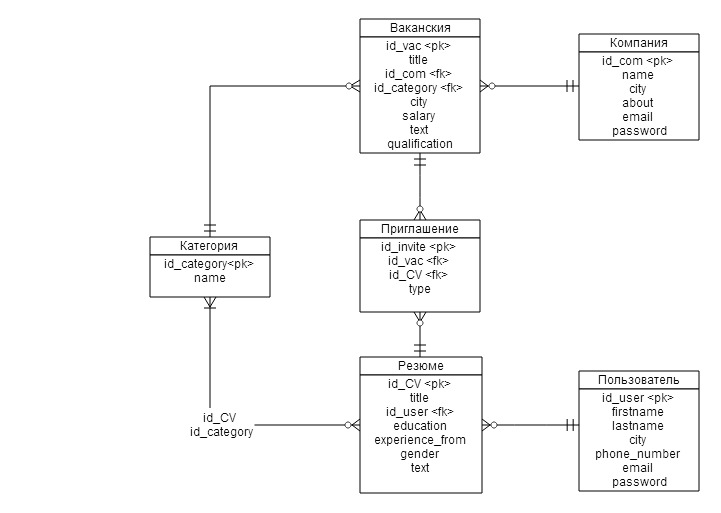 Ваканския
id_vac <pk>
title
id_com <fk>
id_category <fk>
city
salary
text
qualification
Компания
id_com <pk>
name
city
about
email
password
Категория
id_category<pk>
name
Приглашение
id_invite <pk>
id_vac <fk>
id_CV <fk>
type
id_CV
id_category
Резюме
id_CV <pk>
title
id_user <fk>
education
experience_from
gender
text
Пользователь
id_user <pk>
firstname
lastname
city
phone_number
email
password